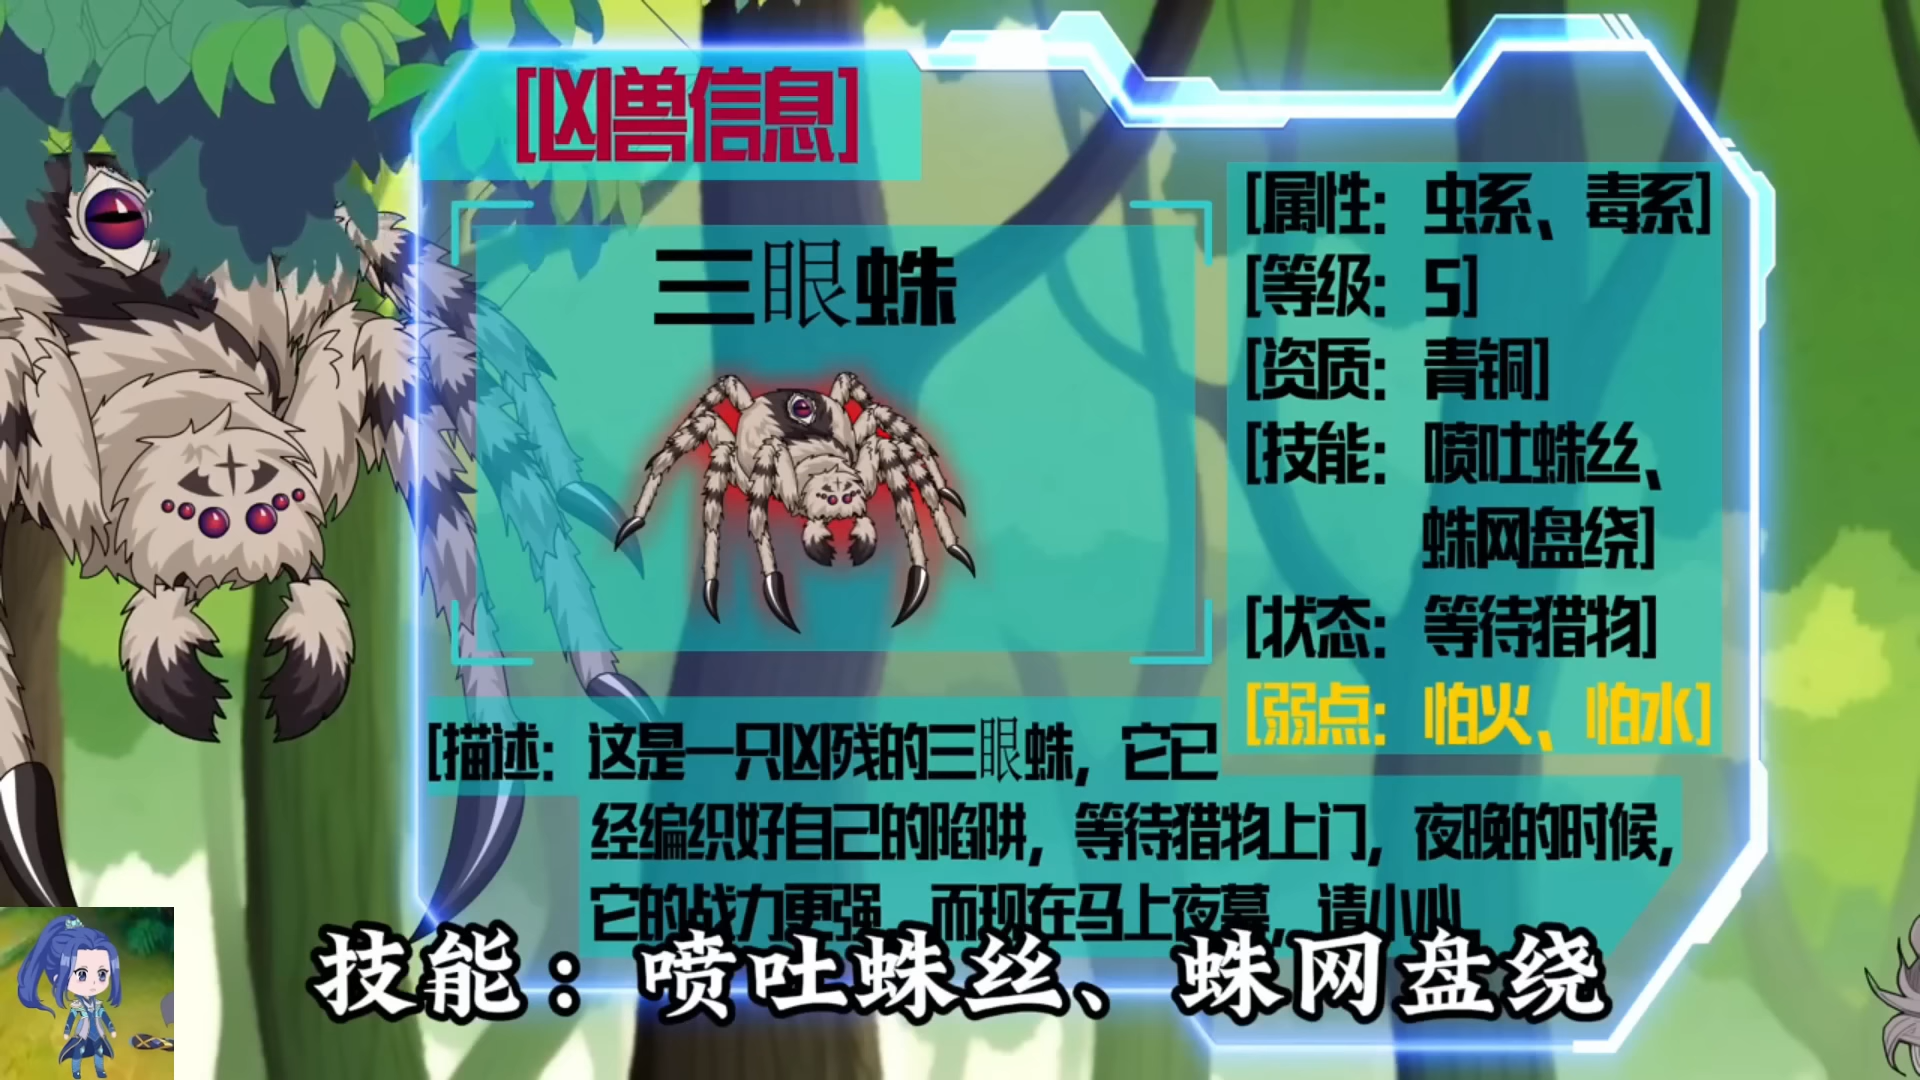 [凶兽信息]
三眼蛛
[属性：虫系、毒系]
[等级：5]
[资质：青铜]
[技能：喷吐蛛丝、
蛛网盘绕]
[状态：等待猎物]
[弱点：怕火、怕水]
[描述：这是一只凶残的三眼蛛，它已
经编织好自己的陷阱，等待猎物上门，夜晚的时候，
它的战力更强，而现在马上夜幕，请小心
技能：喷吐蛛丝、蛛网盘绕